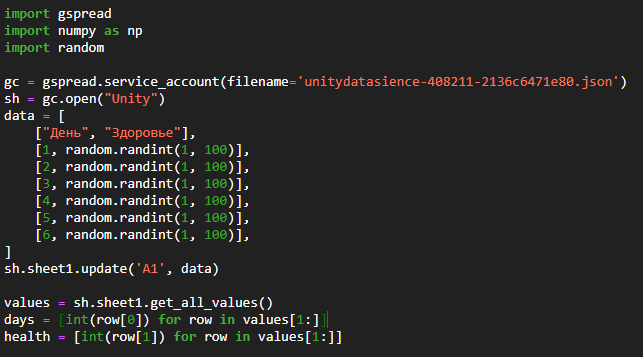 import gspread
import numpy as np
import random
gc = gspread.service_account(filename='unitydatasience-408211-2136c6471e80.json')
sh = gc.open("Unity")
data = [
    ["День", "Здоровье"],
    [1, random.randint(1, 100)],
    [2, random.randint(1, 100)],
    [3, random.randint(1, 100)],
    [4, random.randint(1, 100)],
    [5, random.randint(1, 100)],
    [6, random.randint(1, 100)],
]
sh.sheet1.update('A1', data)
values = sh.sheet1.get_all_values()
days = [int(row[0]) for row in values[1:]]
health = [int(row[1]) for row in values[1:]]